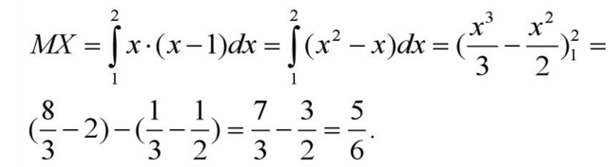 MX = ∫₁² x·(x−1)dx = ∫₁² (x² − x)dx = (x³/3 − x²/2)₁² =
(8/3 − 2) − (1/3 − 1/2) = 7/3 − 3/2 = 5/6.